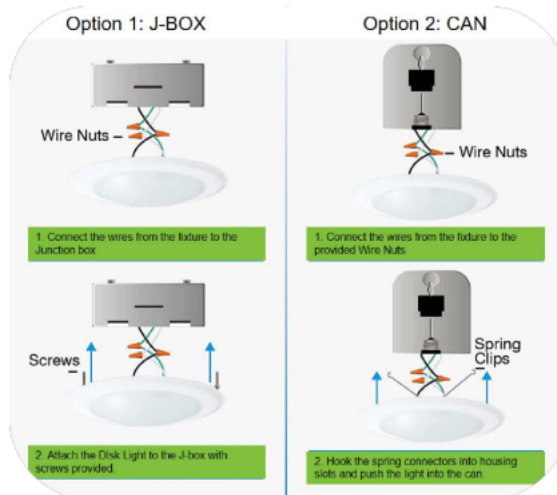 Option 1: J-BOX
Wire Nuts
1. Connect the wires from the fixture to the
Junction box
Screws
2. Attach the DIsk Light to the J-box with
screws provided.
Option 2: CAN
Wire Nuts
1. Connect the wires from the fixture to the
provided Wire Nuts
Spring
Clips
2. Hook the spring connectors into housing
slots and push the light into the can.